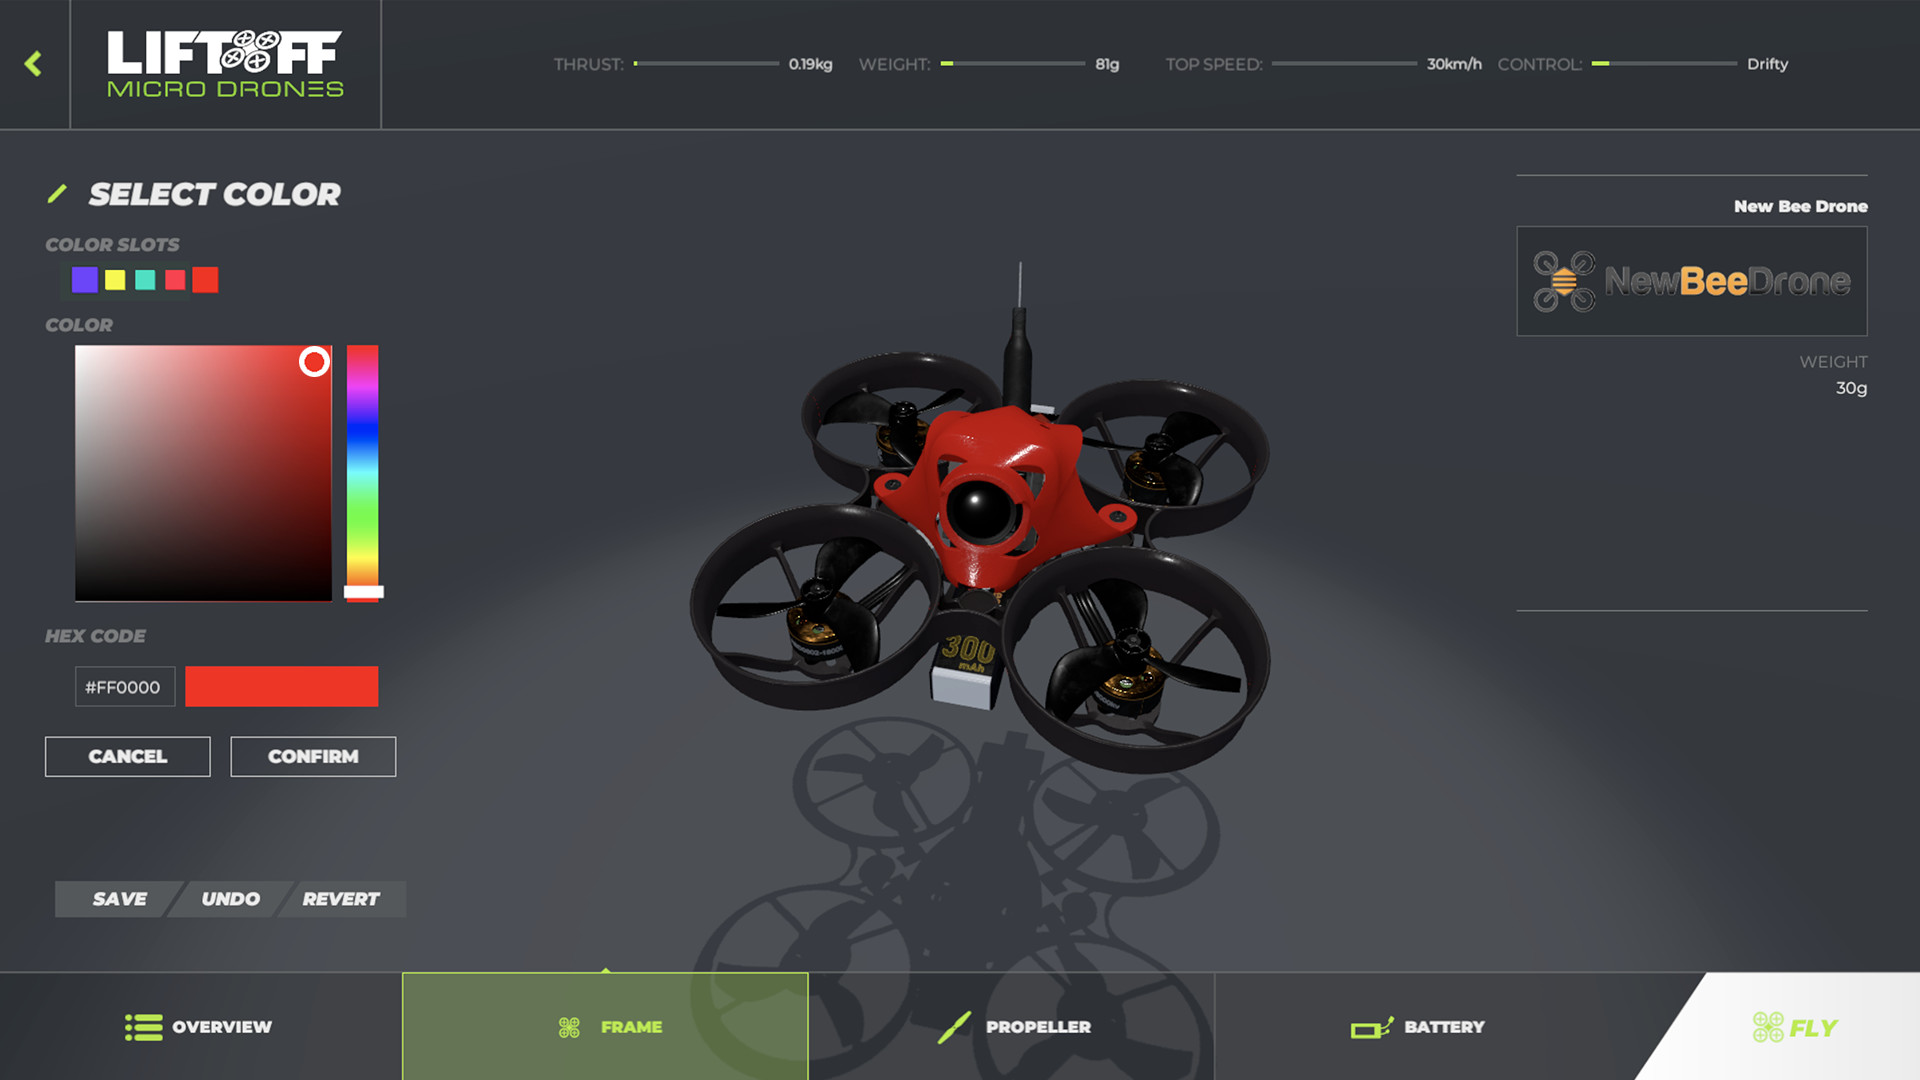 LIFTOFF
MICRO DRONES
THRUST: 0.19kg WEIGHT: 81g TOP SPEED: 30km/h CONTROL: Drifty
SELECT COLOR
COLOR SLOTS
COLOR
HEX CODE
#FF0000
CANCEL CONFIRM
SAVE UNDO REVERT
New Bee Drone
NewBeeDrone
WEIGHT
30g
300
mAh
OVERVIEW FRAME PROPELLER BATTERY FLY